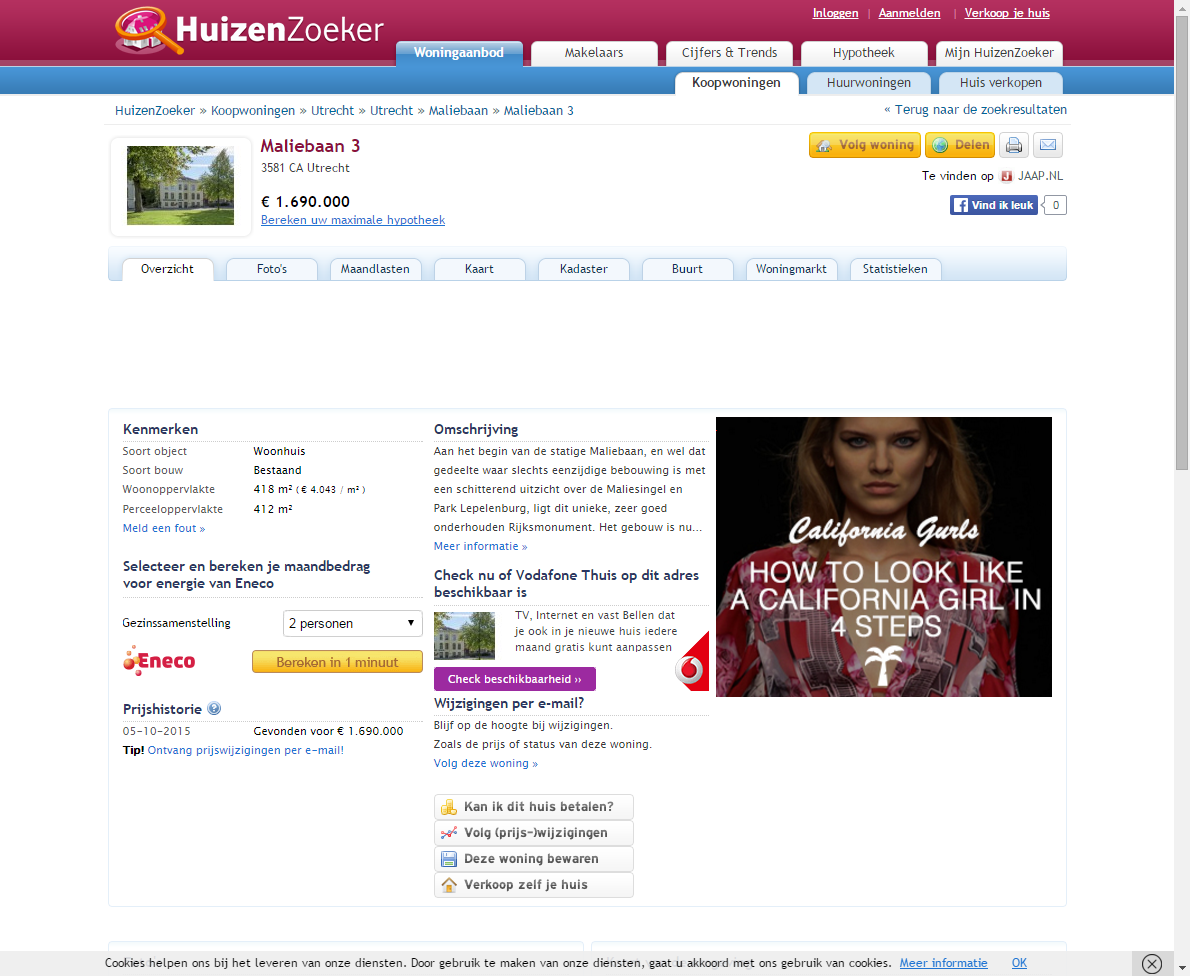 HuizenZoeker
Inloggen | Aanmelden | Verkoop je huis
Woningaanbod Makelaars Cijfers & Trends Hypotheek Mijn HuizenZoeker
Koopwoningen Huurwoningen Huis verkopen
HuizenZoeker » Koopwoningen » Utrecht » Utrecht » Maliebaan » Maliebaan 3
« Terug naar de zoekresultaten
Maliebaan 3
3581 CA Utrecht
€ 1.690.000
Bereken uw maximale hypotheek
Volg woning Delen
Te vinden op JAAP.NL
Vind ik leuk 0
Overzicht Foto's Maandlasten Kaart Kadaster Buurt Woningmarkt Statistieken
Kenmerken
Soort object Woonhuis
Soort bouw Bestaand
Woonoppervlakte 418 m² ( € 4.043 / m² )
Perceeloppervlakte 412 m²
Meld een fout »
Selecteer en bereken je maandbedrag
voor energie van Eneco
Gezinssamenstelling 2 personen
Eneco Bereken in 1 minuut
Prijshistorie ?
05-10-2015 Gevonden voor € 1.690.000
Tip! Ontvang prijswijzigingen per e-mail!
Omschrijving
Aan het begin van de statige Maliebaan, en wel dat
gedeelte waar slechts eenzijdige bebouwing is met
een schitterend uitzicht over de Maliesingel en
Park Lepelenburg, ligt dit unieke, zeer goed
onderhouden Rijksmonument. Het gebouw is nu...
Meer informatie »
Check nu of Vodafone Thuis op dit adres
beschikbaar is
TV, Internet en vast Bellen dat
je ook in je nieuwe huis iedere
maand gratis kunt aanpassen
Check beschikbaarheid ››
Wijzigingen per e-mail?
Blijf op de hoogte bij wijzigingen.
Zoals de prijs of status van deze woning.
Volg deze woning »
Kan ik dit huis betalen?
Volg (prijs-)wijzigingen
Deze woning bewaren
Verkoop zelf je huis
California Gurls
HOW TO LOOK LIKE
A CALIFORNIA GIRL IN
4 STEPS
Cookies helpen ons bij het leveren van onze diensten. Door gebruik te maken van onze diensten, gaat u akkoord met ons gebruik van cookies. Meer informatie OK